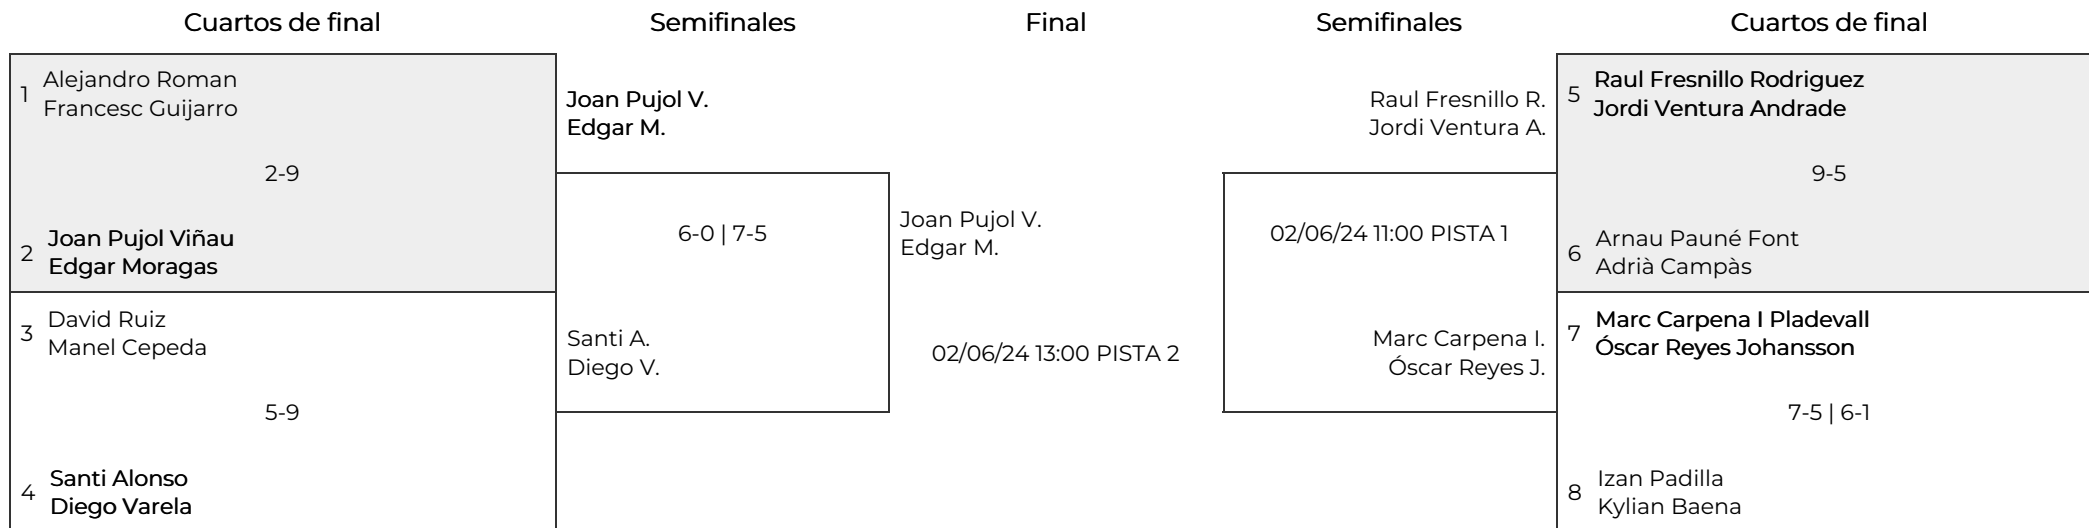 Cuartos de final
Semifinales
Final
Semifinales
Cuartos de final
1
Alejandro Roman
Francesc Guijarro
2-9
2
Joan Pujol Viñau
Edgar Moragas
3
David Ruiz
Manel Cepeda
5-9
4
Santi Alonso
Diego Varela
Joan Pujol V.
Edgar M.
6-0 | 7-5
Santi A.
Diego V.
Joan Pujol V.
Edgar M.
02/06/24 13:00 PISTA 2
Raul Fresnillo R.
Jordi Ventura A.
02/06/24 11:00 PISTA 1
Marc Carpena I.
Óscar Reyes J.
5
Raul Fresnillo Rodriguez
Jordi Ventura Andrade
9-5
6
Arnau Pauné Font
Adrià Campàs
7
Marc Carpena I Pladevall
Óscar Reyes Johansson
7-5 | 6-1
8
Izan Padilla
Kylian Baena